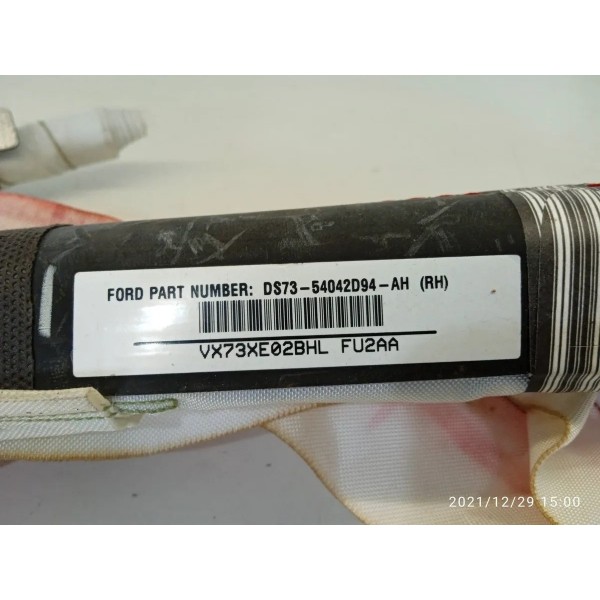 FORD PART NUMBER: DS73-54042D94-AH (RH)
VX73XE02BHL FU2AA
2021/12/29 15:00